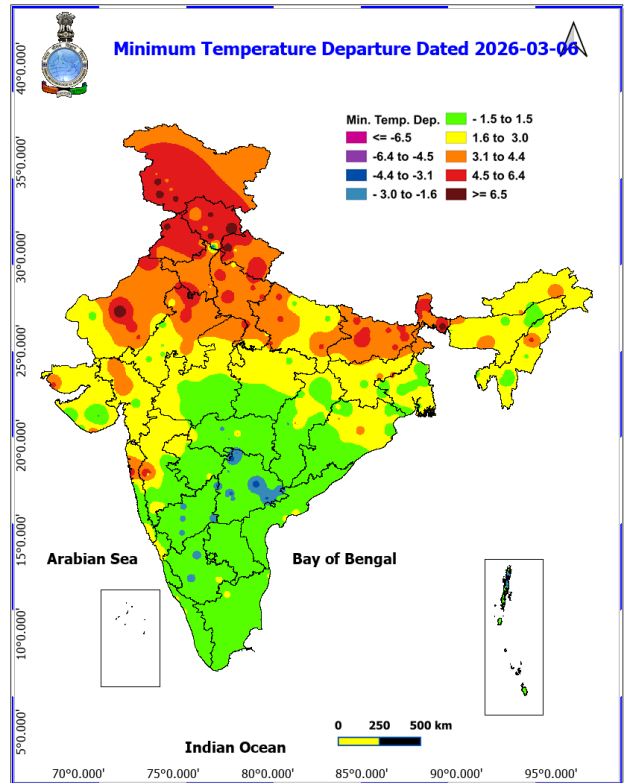 Minimum Temperature Departure Dated 2026-03-06
Min. Temp. Dep.
<= -6.5
-6.4 to -4.5
-4.4 to -3.1
- 3.0 to -1.6
- 1.5 to 1.5
1.6 to 3.0
3.1 to 4.4
4.5 to 6.4
>= 6.5
40°0.000'
35°0.000'
30°0.000'
25°0.000'
20°0.000'
15°0.000'
10°0.000'
5°0.000'
Arabian Sea
Bay of Bengal
Indian Ocean
0 250 500 km
70°0.000' 75°0.000' 80°0.000' 85°0.000' 90°0.000' 95°0.000'